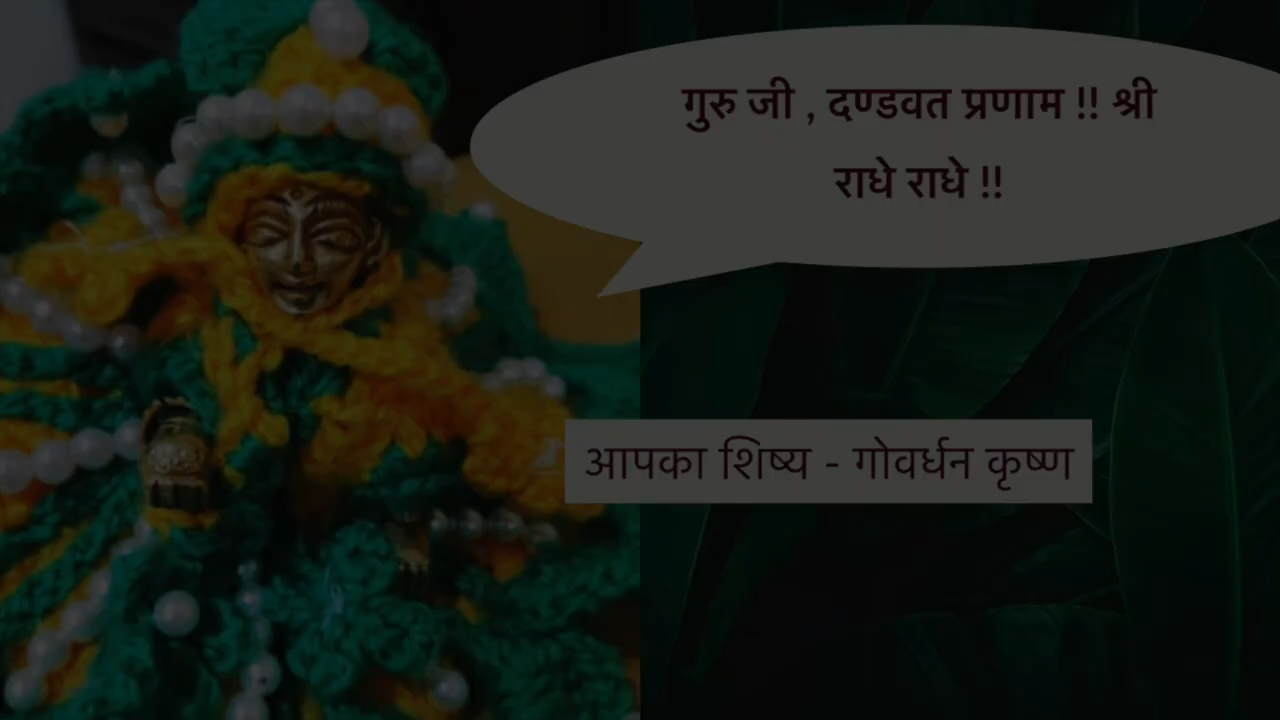 गुरु जी , दण्डवत प्रणाम !! श्री
राधे राधे !!
आपका शिष्य - गोवर्धन कृष्ण